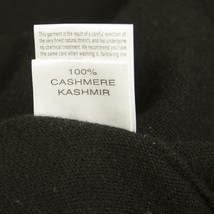 This garment is the result of a careful selection of
the very finest natural threads, and has undergone
no chemical treatment. We recommend you take
the same care when washing it, following the
100%
CASHMERE
KASHMIR